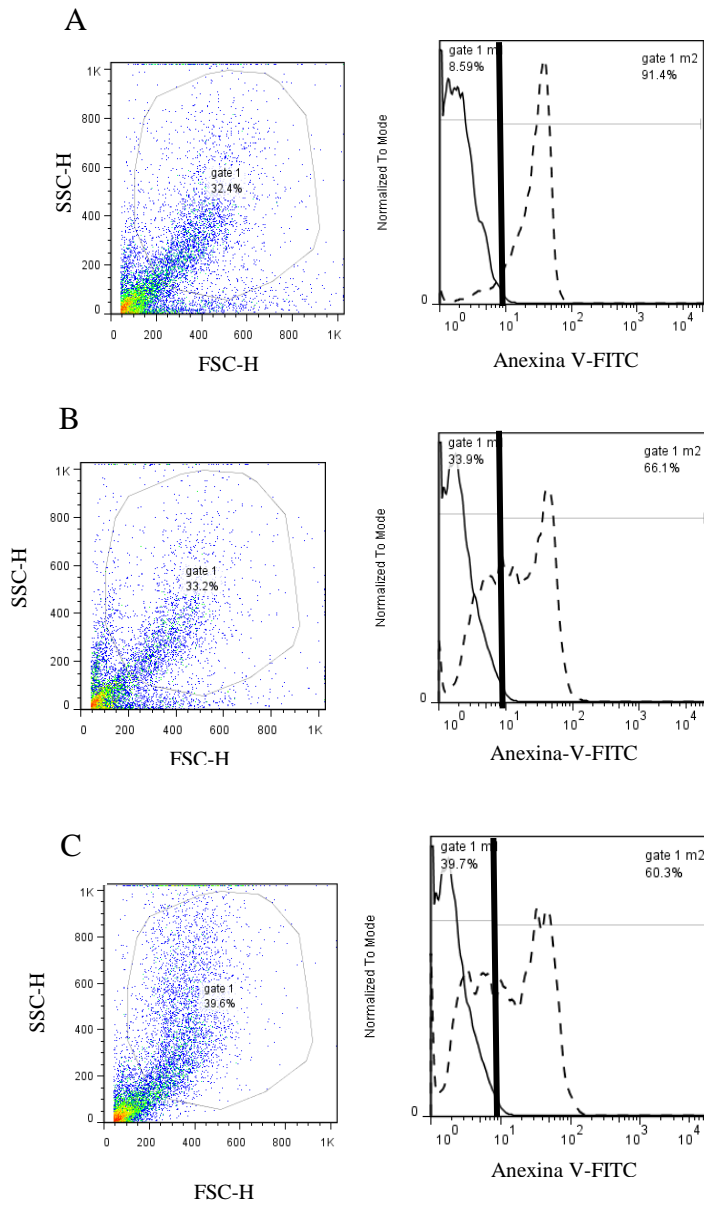 A
1K
800
600
400
200
0
SSC-H
gate 1
32.4%
0 200 400 600 800 1K
FSC-H
gate 1 m1
8.59%
gate 1 m2
91.4%
Normalized To Mode
0
10^0 10^1 10^2 10^3 10^4
Anexina V-FITC
B
1K
800
600
400
200
0
SSC-H
gate 1
33.2%
0 200 400 600 800 1K
FSC-H
gate 1 m
33.9%
gate 1 m2
66.1%
Normalized To Mode
0
10^0 10^1 10^2 10^3 10^4
Anexina-V-FITC
C
1K
800
600
400
200
0
SSC-H
gate 1
39.6%
0 200 400 600 800 1K
FSC-H
gate 1 m
39.7%
gate 1 m2
60.3%
Normalized To Mode
0
10^0 10^1 10^2 10^3 10^4
Anexina V-FITC